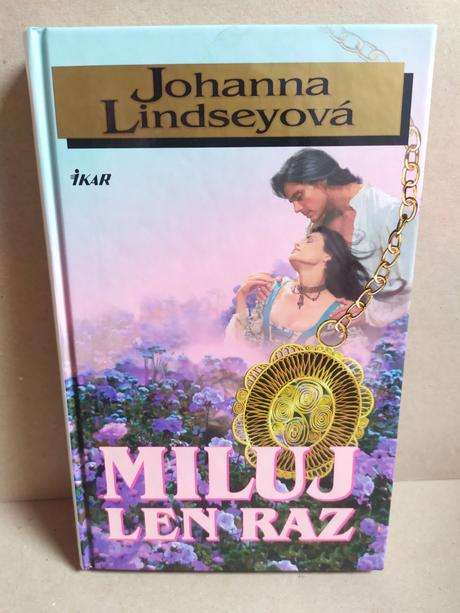 Johanna
Lindseyová
IKAR
MILUJ
LEN RAZ